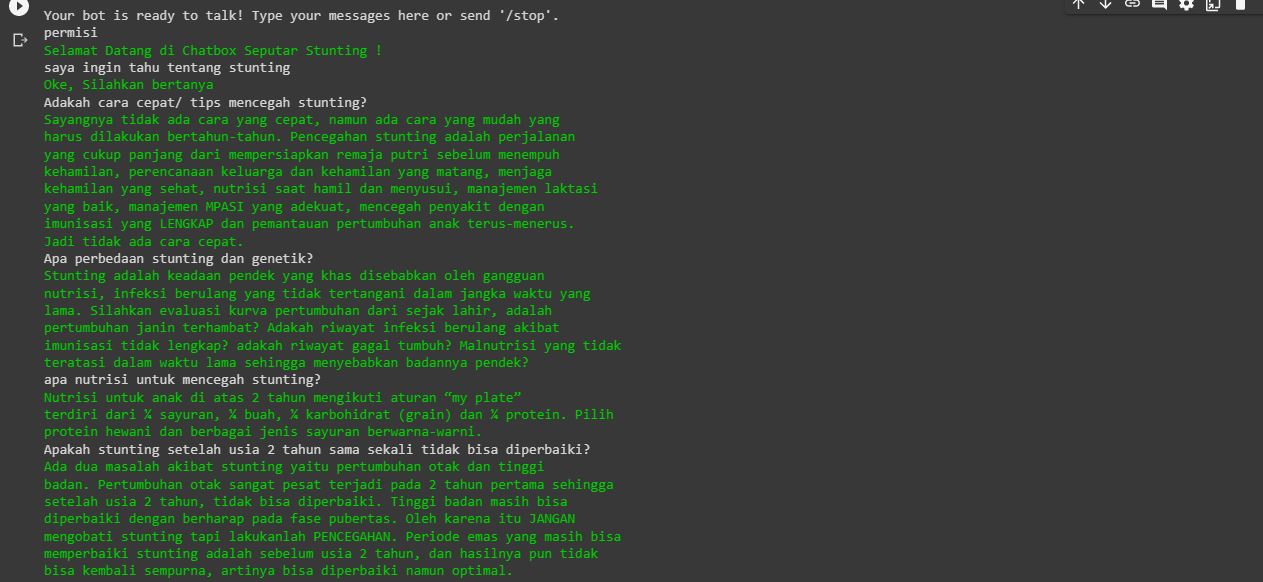 Your bot is ready to talk! Type your messages here or send '/stop'.
permisi
Selamat Datang di Chatbox Seputar Stunting !
saya ingin tahu tentang stunting
Oke, Silahkan bertanya
Adakah cara cepat/ tips mencegah stunting?
Sayangnya tidak ada cara yang cepat, namun ada cara yang mudah yang
harus dilakukan bertahun-tahun. Pencegahan stunting adalah perjalanan
yang cukup panjang dari mempersiapkan remaja putri sebelum menempuh
kehamilan, perencanaan keluarga dan kehamilan yang matang, menjaga
kehamilan yang sehat, nutrisi saat hamil dan menyusui, manajemen laktasi
yang baik, manajemen MPASI yang adekuat, mencegah penyakit dengan
imunisasi yang LENGKAP dan pemantauan pertumbuhan anak terus-menerus.
Jadi tidak ada cara cepat.
Apa perbedaan stunting dan genetik?
Stunting adalah keadaan pendek yang khas disebabkan oleh gangguan
nutrisi, infeksi berulang yang tidak tertangani dalam jangka waktu yang
lama. Silahkan evaluasi kurva pertumbuhan dari sejak lahir, adalah
pertumbuhan janin terhambat? Adakah riwayat infeksi berulang akibat
imunisasi tidak lengkap? adakah riwayat gagal tumbuh? Malnutrisi yang tidak
teratasi dalam waktu lama sehingga menyebabkan badannya pendek?
apa nutrisi untuk mencegah stunting?
Nutrisi untuk anak di atas 2 tahun mengikuti aturan “my plate”
terdiri dari ¼ sayuran, ¼ buah, ¼ karbohidrat (grain) dan ¼ protein. Pilih
protein hewani dan berbagai jenis sayuran berwarna-warni.
Apakah stunting setelah usia 2 tahun sama sekali tidak bisa diperbaiki?
Ada dua masalah akibat stunting yaitu pertumbuhan otak dan tinggi
badan. Pertumbuhan otak sangat pesat terjadi pada 2 tahun pertama sehingga
setelah usia 2 tahun, tidak bisa diperbaiki. Tinggi badan masih bisa
diperbaiki dengan berharap pada fase pubertas. Oleh karena itu JANGAN
mengobati stunting tapi lakukanlah PENCEGAHAN. Periode emas yang masih bisa
memperbaiki stunting adalah sebelum usia 2 tahun, dan hasilnya pun tidak
bisa kembali sempurna, artinya bisa diperbaiki namun optimal.